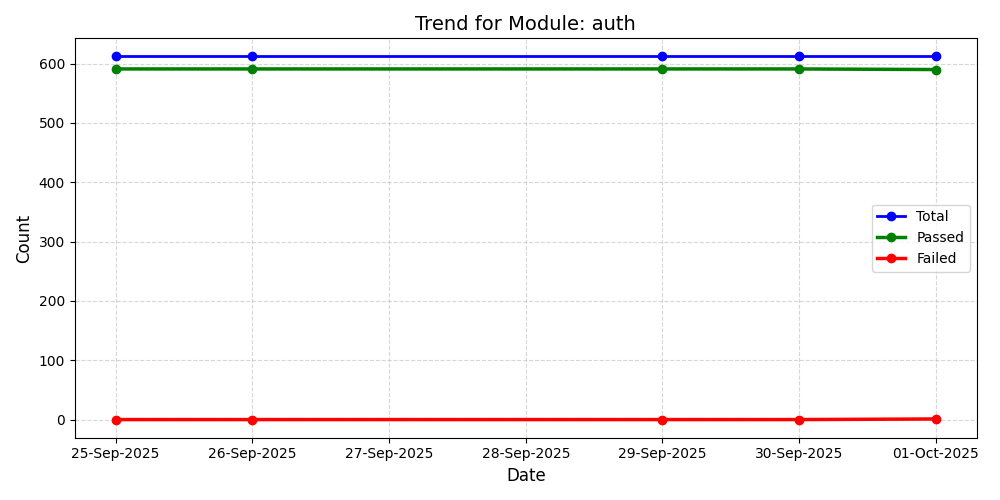 Trend for Module: auth
600
500
400
300
200
100
0
Count
Total
Passed
Failed
25-Sep-2025 26-Sep-2025 27-Sep-2025 28-Sep-2025 29-Sep-2025 30-Sep-2025 01-Oct-2025
Date